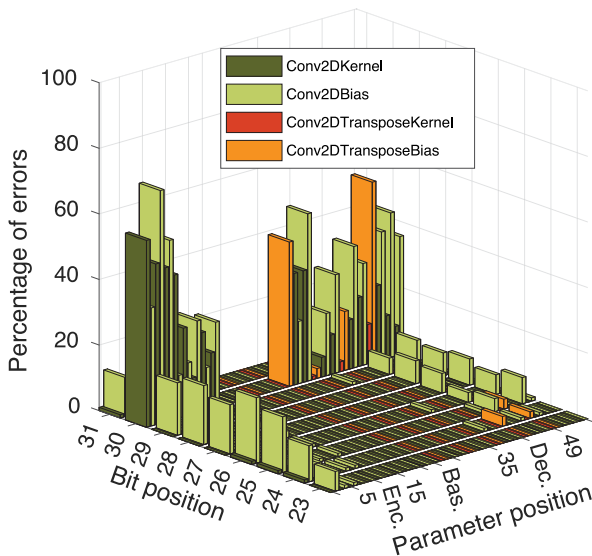 100
80
60
40
20
0
Percentage of errors
Conv2DKernel
Conv2DBias
Conv2DTransposeKernel
Conv2DTransposeBias
31
30
29
28
27
26
25
24
23
Bit position
5
Enc.
15
Bas.
35
Dec.
49
Parameter position